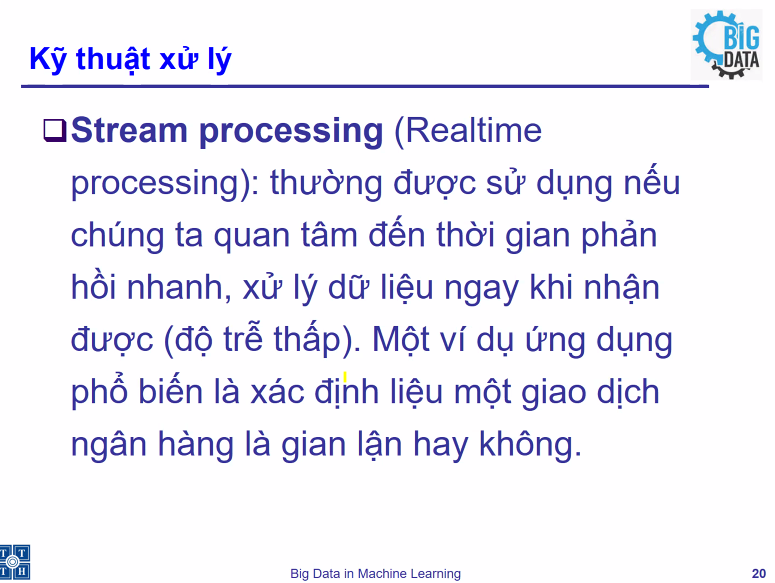 Kỹ thuật xử lý
BIG
DATA
Stream processing (Realtime
processing): thường được sử dụng nếu
chúng ta quan tâm đến thời gian phản
hồi nhanh, xử lý dữ liệu ngay khi nhận
được (độ trễ thấp). Một ví dụ ứng dụng
phổ biến là xác định liệu một giao dịch
ngân hàng là gian lận hay không.
T T
T H
Big Data in Machine Learning
20